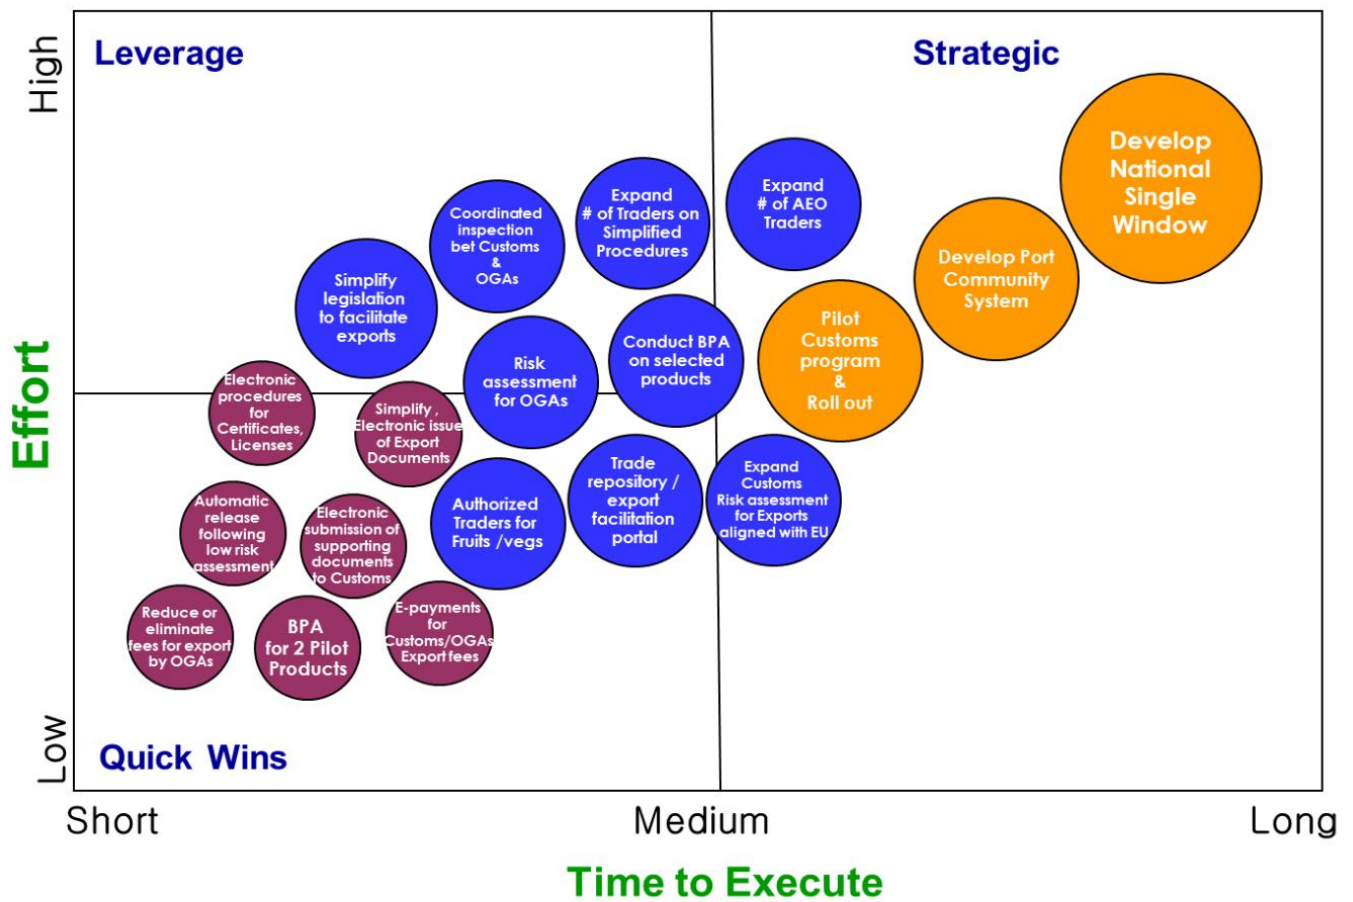 High
Leverage
Strategic
Develop
National
Single
Window
Expand
# of AEO
Traders
Expand
# of Traders on
Simplified
Procedures
Coordinated
inspection
bet Customs
&
OGAs
Develop Port
Community
System
Simplify
legislation
to facilitate
exports
Pilot
Customs
program
&
Roll out
Conduct BPA
on selected
products
Risk
assessment
for OGAs
Effort
Electronic
procedures
for
Certificates,
Licenses
Simplify ,
Electronic issue
of Export
Documents
Trade
repository /
export
facilitation
portal
Expand
Customs
Risk assessment
for Exports
aligned with EU
Authorized
Traders for
Fruits /vegs
Automatic
release
following
low risk
assessment
Electronic
submission of
supporting
documents
to Customs
Reduce or
eliminate
fees for export
by OGAs
BPA
for 2 Pilot
Products
E-payments
for
Customs/OGAs
Export fees
Low
Quick Wins
Short
Medium
Long
Time to Execute